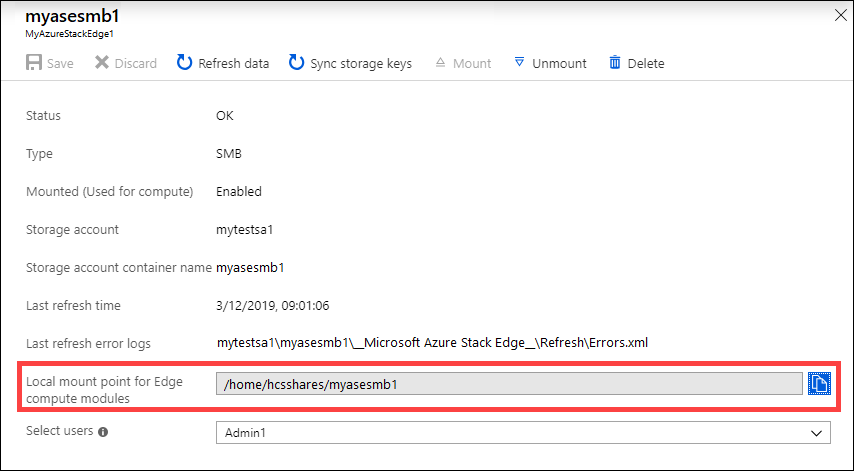 myasesmb1
MyAzureStackEdge1
Save Discard Refresh data Sync storage keys Mount Unmount Delete
Status OK
Type SMB
Mounted (Used for compute) Enabled
Storage account mytestsa1
Storage account container name myasesmb1
Last refresh time 3/12/2019, 09:01:06
Last refresh error logs mytestsa1\myasesmb1\__Microsoft Azure Stack Edge__\Refresh\Errors.xml
Local mount point for Edge
compute modules /home/hcsshares/myasesmb1
Select users Admin1